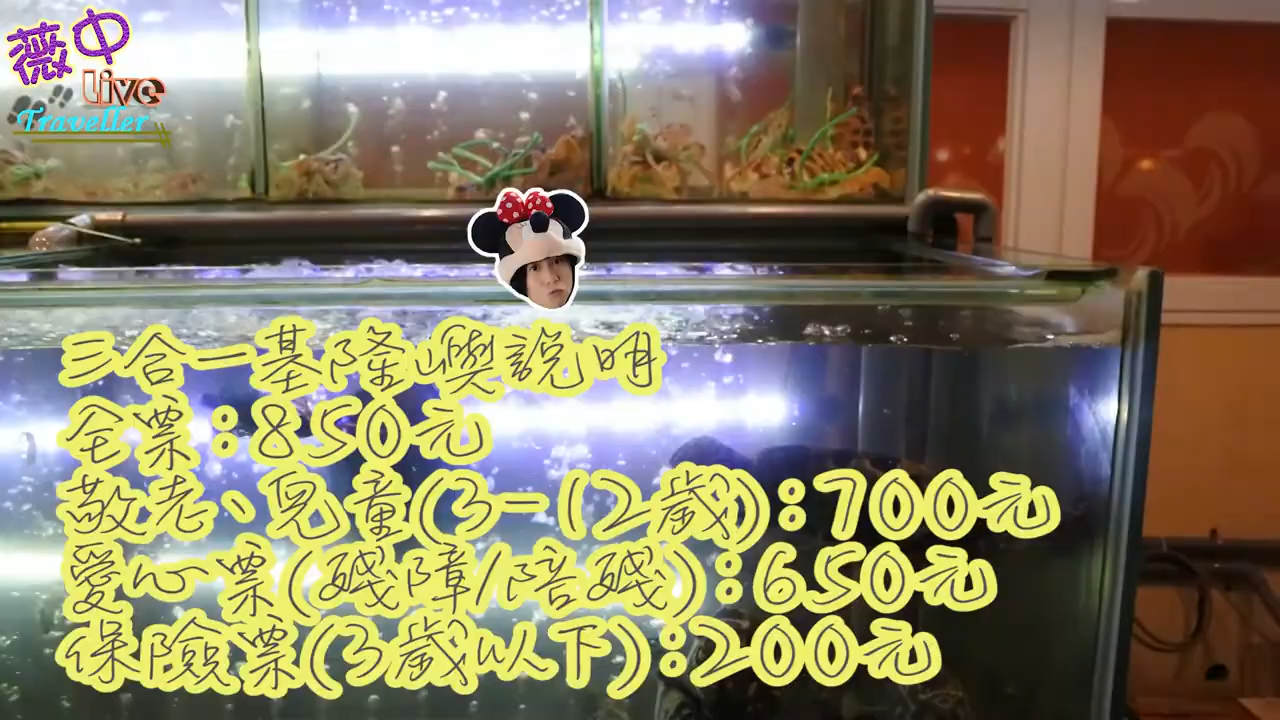 薇中
Live
Traveller
三合一基隆嶼說明
全票：850元
敬老、兒童(3-12歲)：700元
愛心票(殘障/陪殘)：650元
保險票(3歲以下)：200元